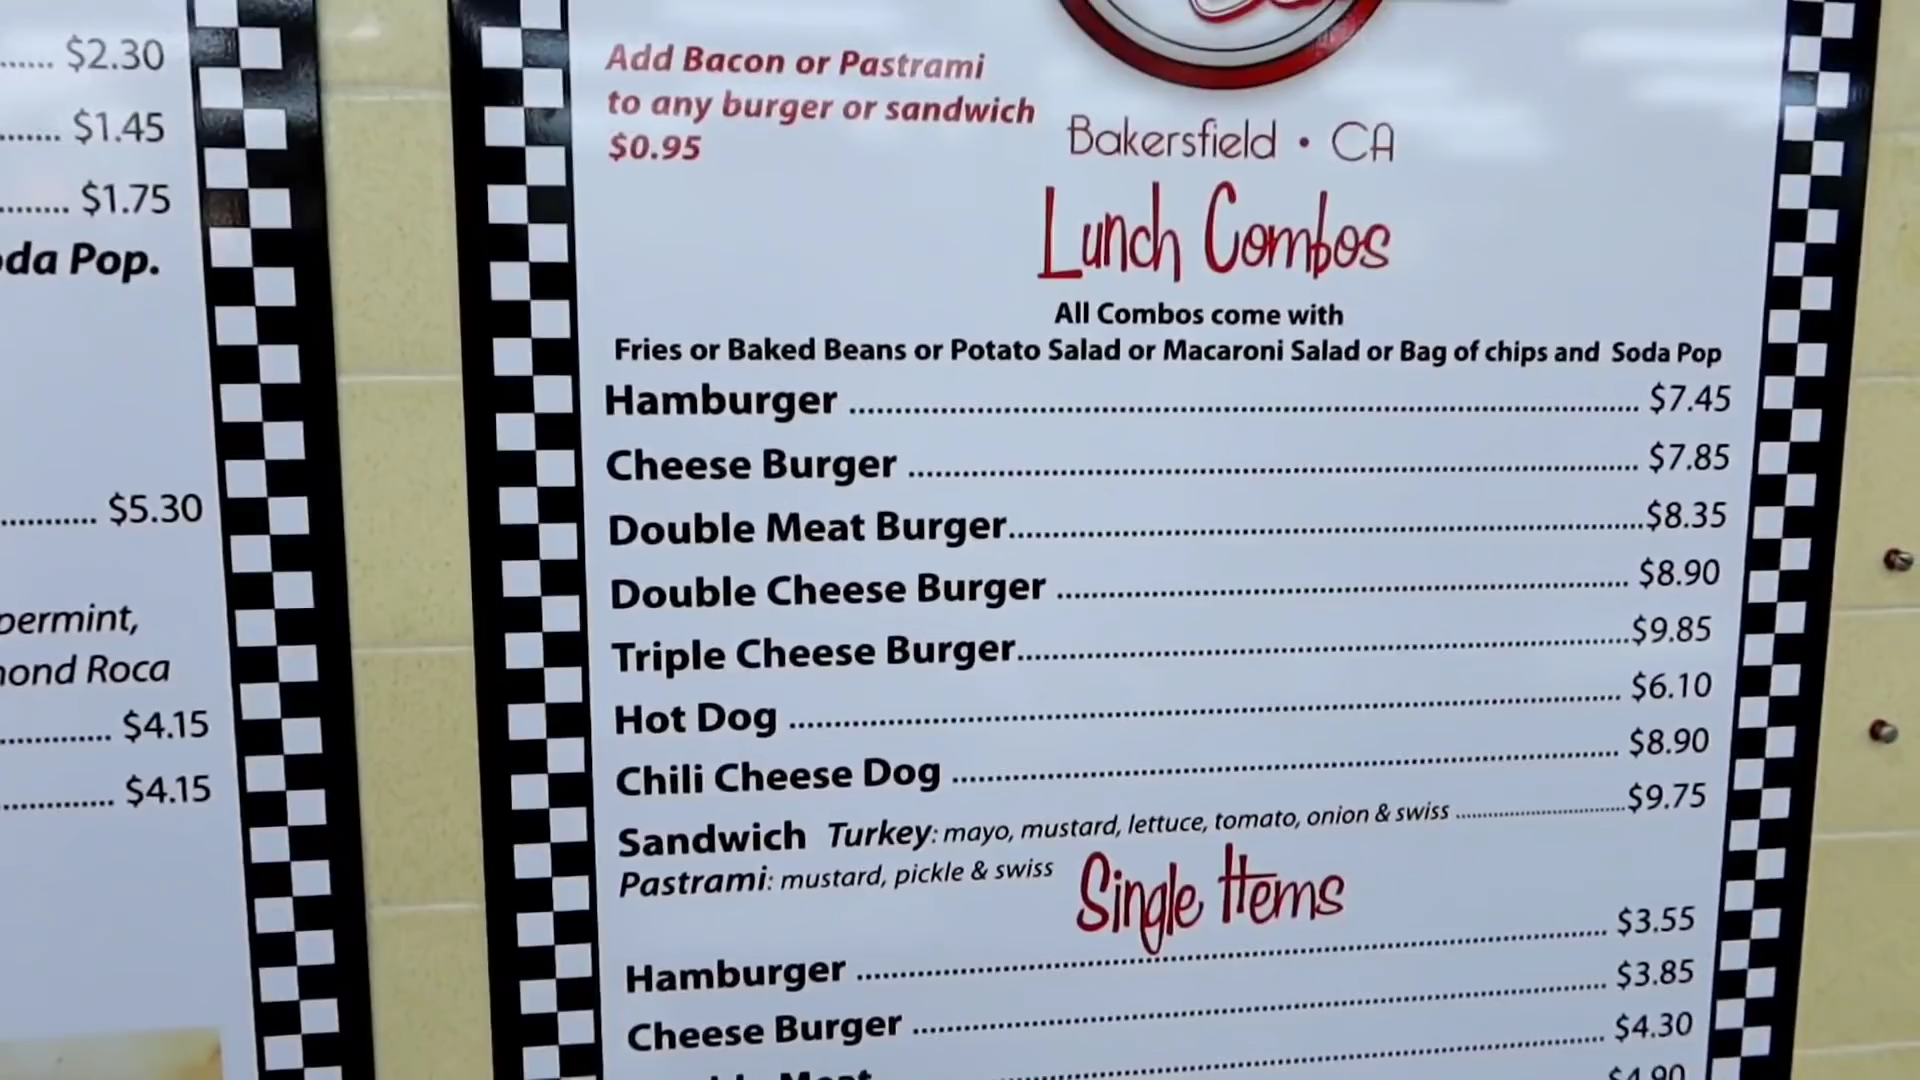 $2.30
$1.45
$1.75
Pop.
$5.30
Roca
$4.15
$4.15
Add Bacon or Pastrami
to any burger or sandwich
$0.95
Bakersfield • CA
Lunch Combos
All Combos come with
Fries or Baked Beans or Potato Salad or Macaroni Salad or Bag of chips and Soda Pop
Hamburger $7.45
Cheese Burger $7.85
Double Meat Burger $8.35
Double Cheese Burger $8.90
Triple Cheese Burger $9.85
Hot Dog $6.10
Chili Cheese Dog $8.90
Sandwich Turkey: mayo, mustard, lettuce, tomato, onion & swiss $9.75
Pastrami: mustard, pickle & swiss
Single Items
Hamburger $3.55
Cheese Burger $3.85
Meat $4.30
$4.90